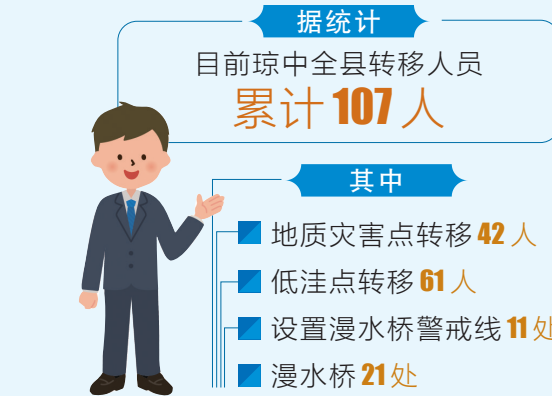 据统计
目前琼中全县转移人员
累计107人
其中
地质灾害点转移42人
低洼点转移61人
设置漫水桥警戒线11处
漫水桥21处